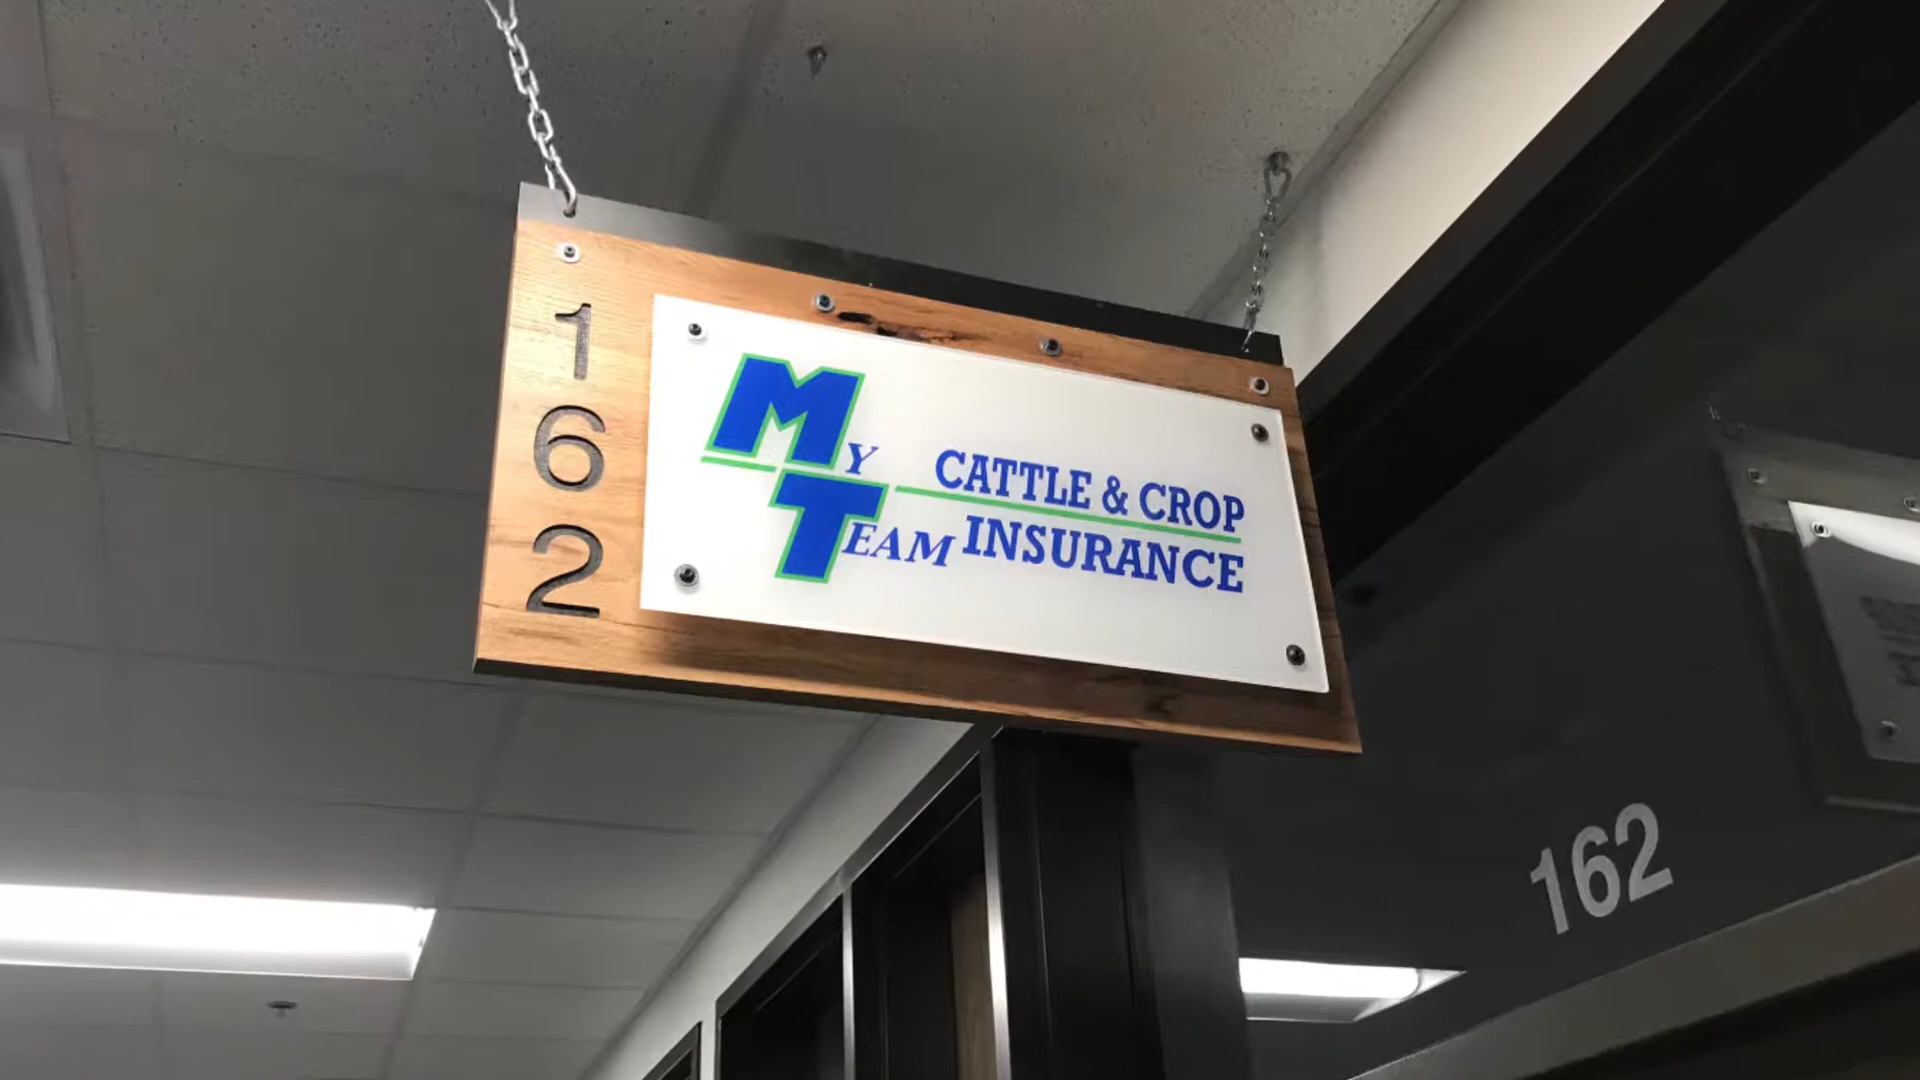 162
MY
TEAM
CATTLE & CROP
INSURANCE
162